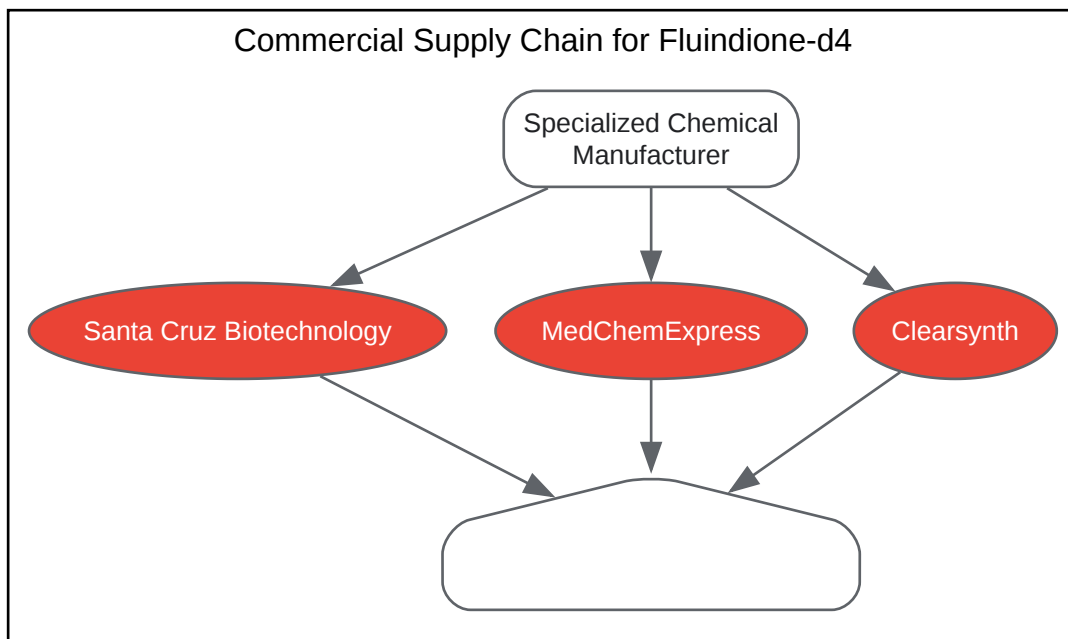 Commercial Supply Chain for Fluindione-d4
Specialized Chemical
Manufacturer
Santa Cruz Biotechnology
MedChemExpress
Clearsynth